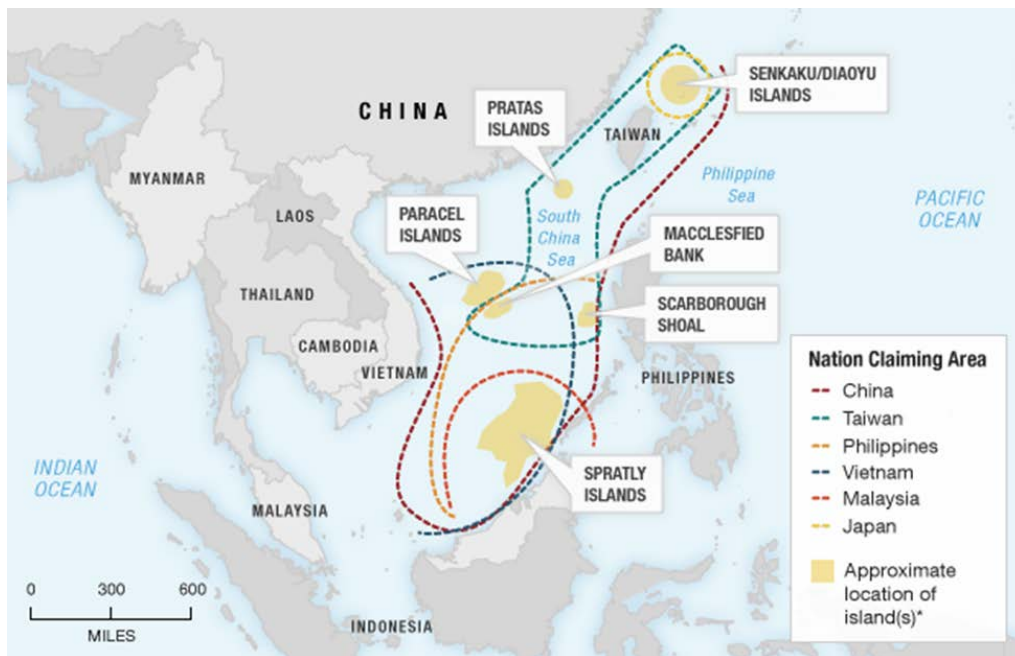 CHINA
MYANMAR
LAOS
THAILAND
CAMBODIA
VIETNAM
MALAYSIA
INDONESIA
PHILIPPINES
TAIWAN
SENKAKU/DIAOYU
ISLANDS
PRATAS
ISLANDS
PARACEL
ISLANDS
MACCLESFIED
BANK
SCARBOROUGH
SHOAL
SPRATLY
ISLANDS
South
China
Sea
Philippine
Sea
PACIFIC
OCEAN
INDIAN
OCEAN
0 300 600
MILES
Nation Claiming Area
China
Taiwan
Philippines
Vietnam
Malaysia
Japan
Approximate
location of
island(s)*